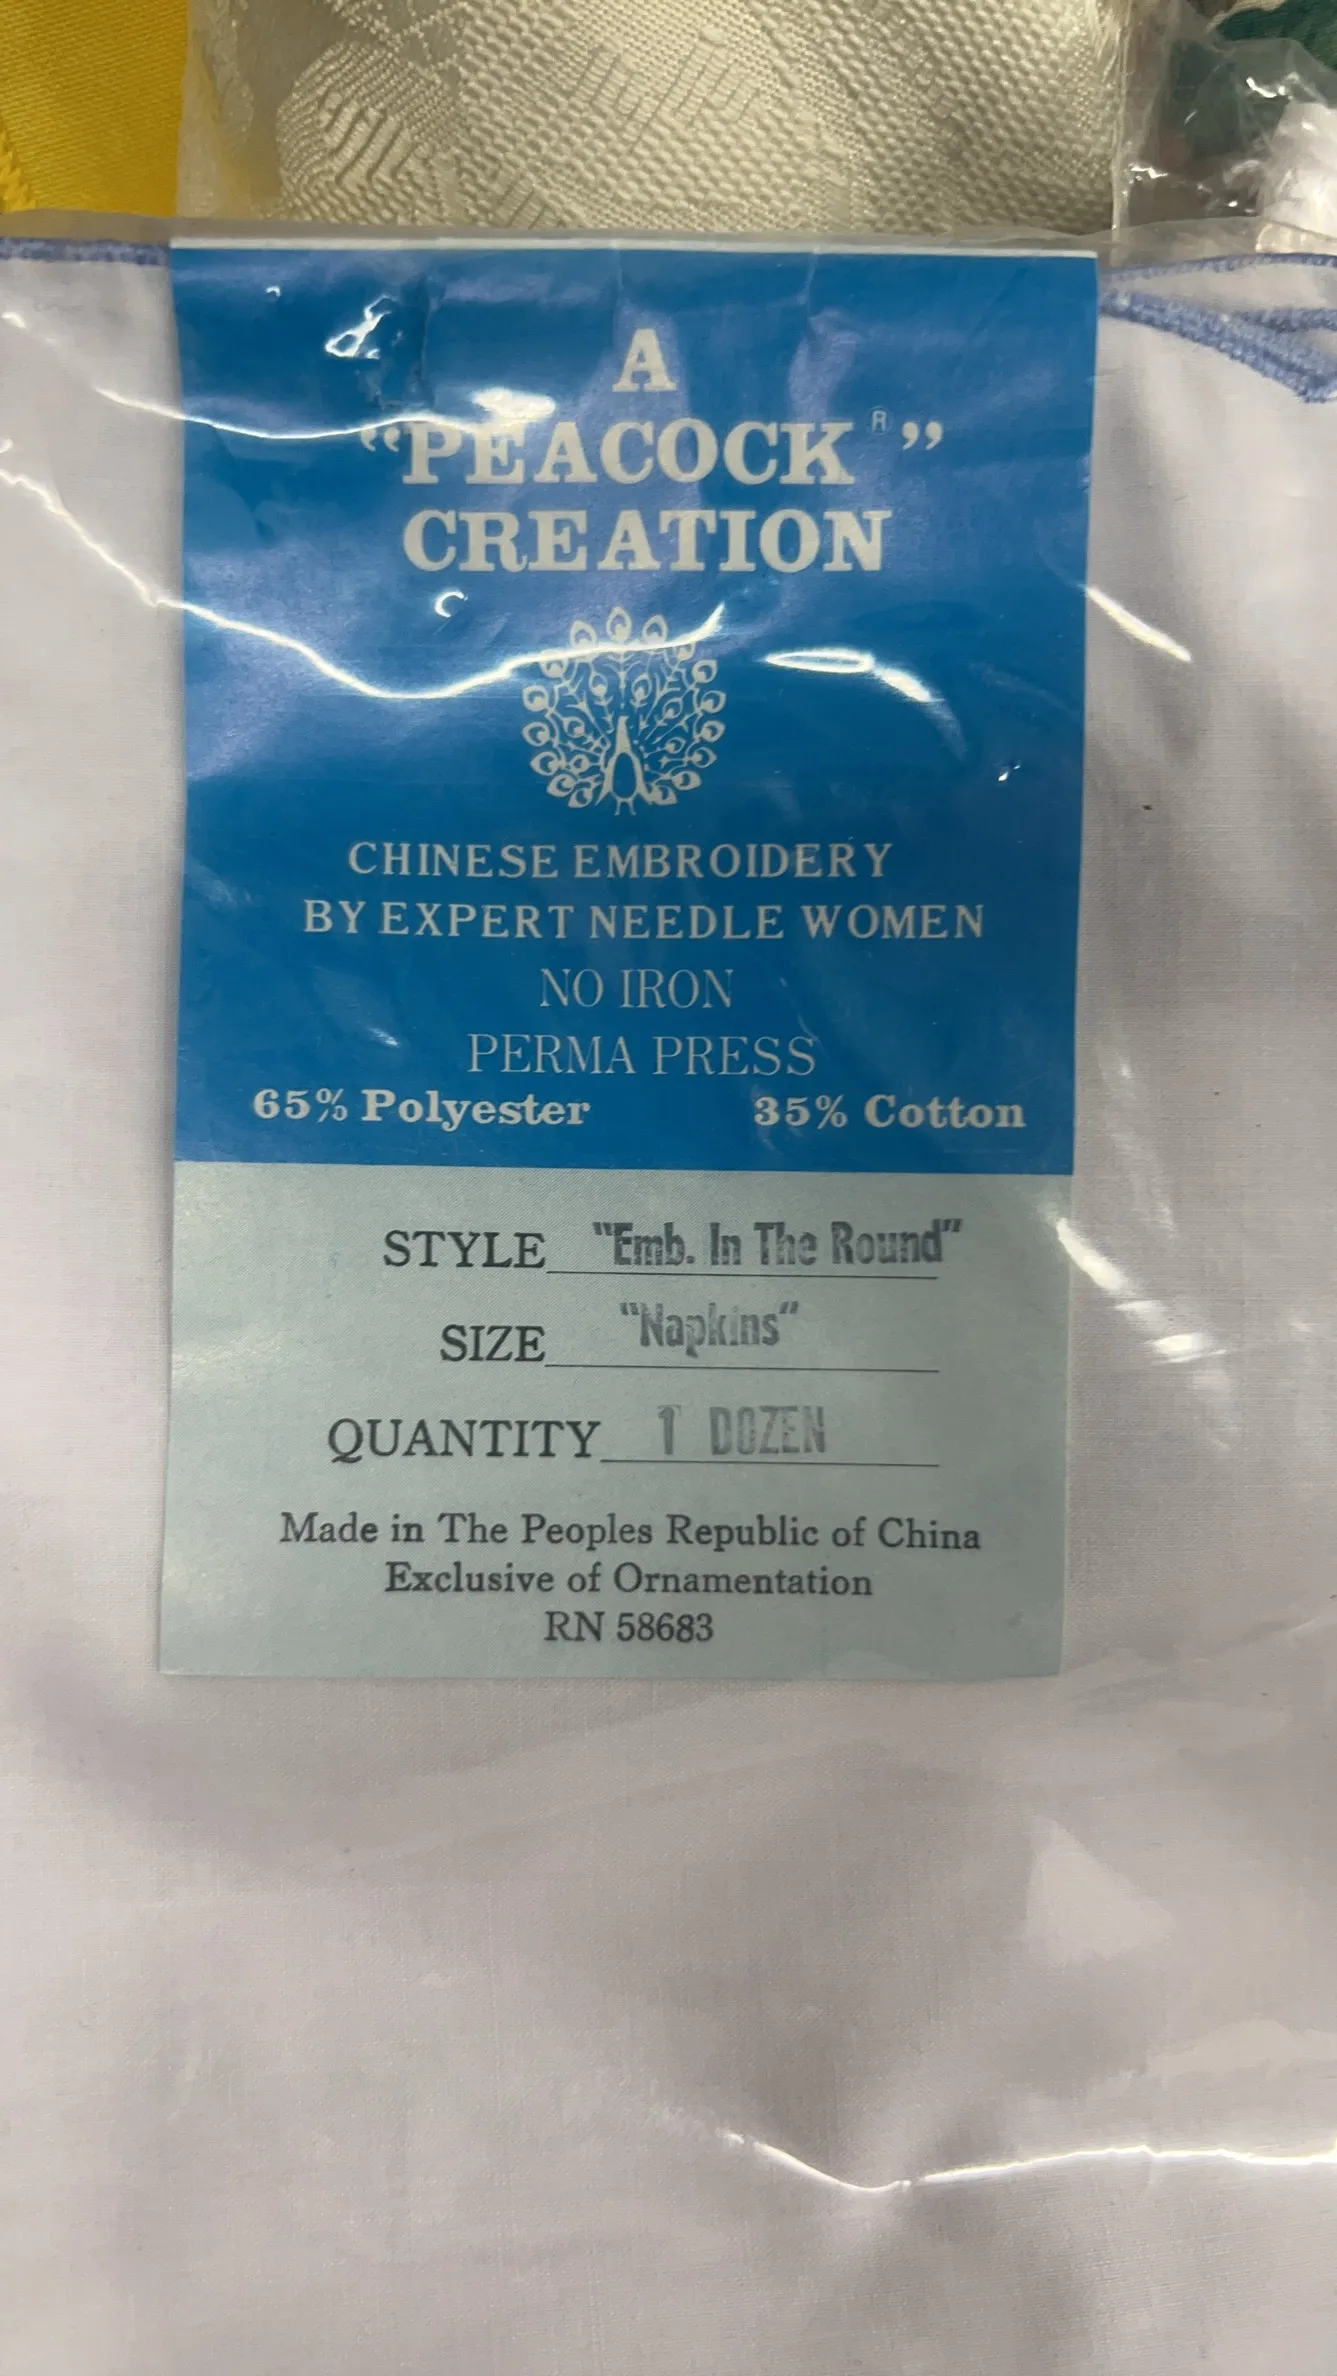 A
“PEACOCK®”
CREATION
CHINESE EMBROIDERY
BY EXPERT NEEDLE WOMEN
NO IRON
PERMA PRESS
65% Polyester 35% Cotton
STYLE "Emb. In The Round"
SIZE "Napkins"
QUANTITY 1 DOZEN
Made in The Peoples Republic of China
Exclusive of Ornamentation
RN 58683